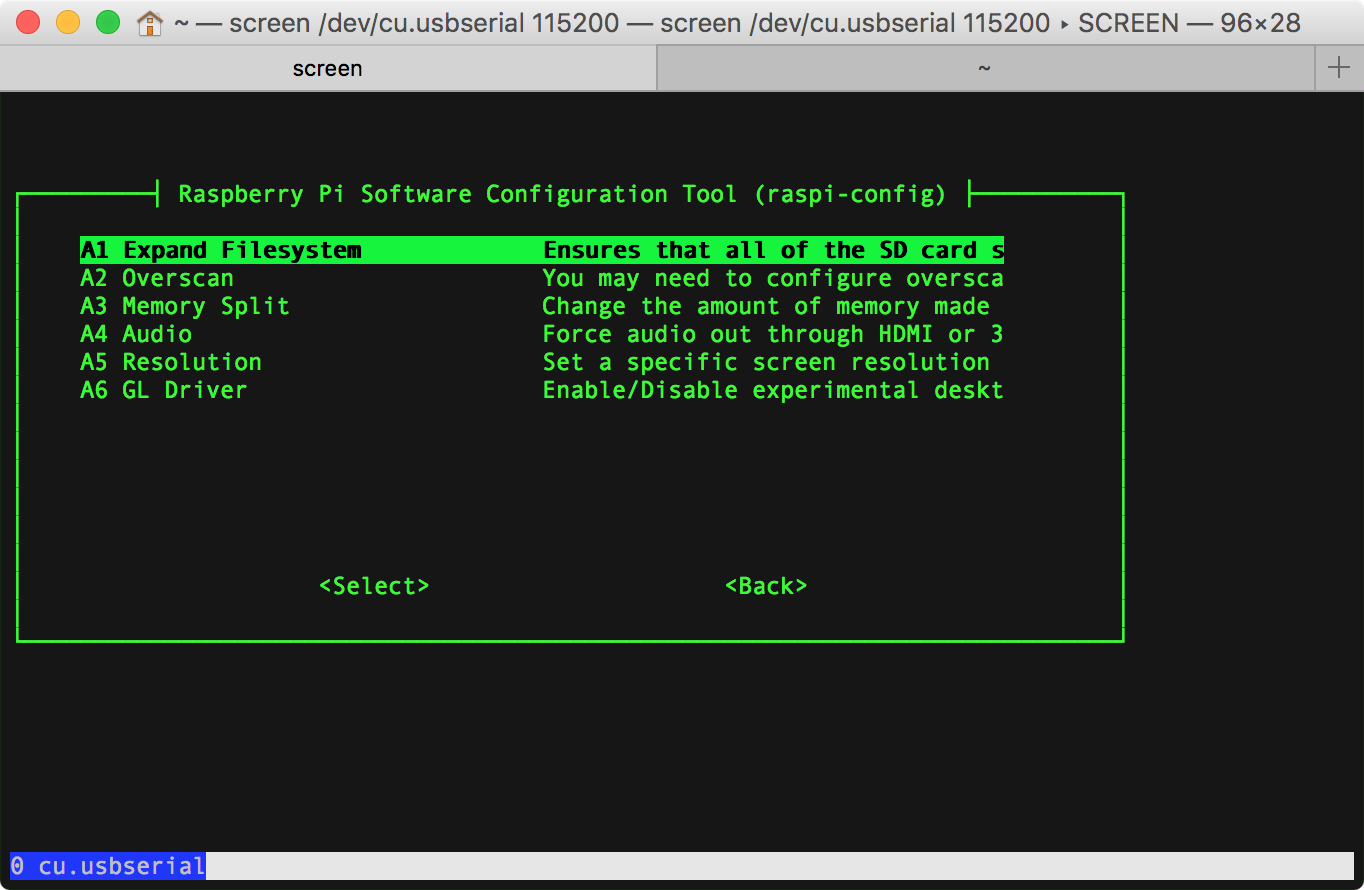 ~ — screen /dev/cu.usbserial 115200 — screen /dev/cu.usbserial 115200 ▸ SCREEN — 96×28
screen ~
Raspberry Pi Software Configuration Tool (raspi-config)
A1 Expand Filesystem Ensures that all of the SD card s
A2 Overscan You may need to configure oversca
A3 Memory Split Change the amount of memory made
A4 Audio Force audio out through HDMI or 3
A5 Resolution Set a specific screen resolution
A6 GL Driver Enable/Disable experimental deskt
<Select> <Back>
0 cu.usbserial